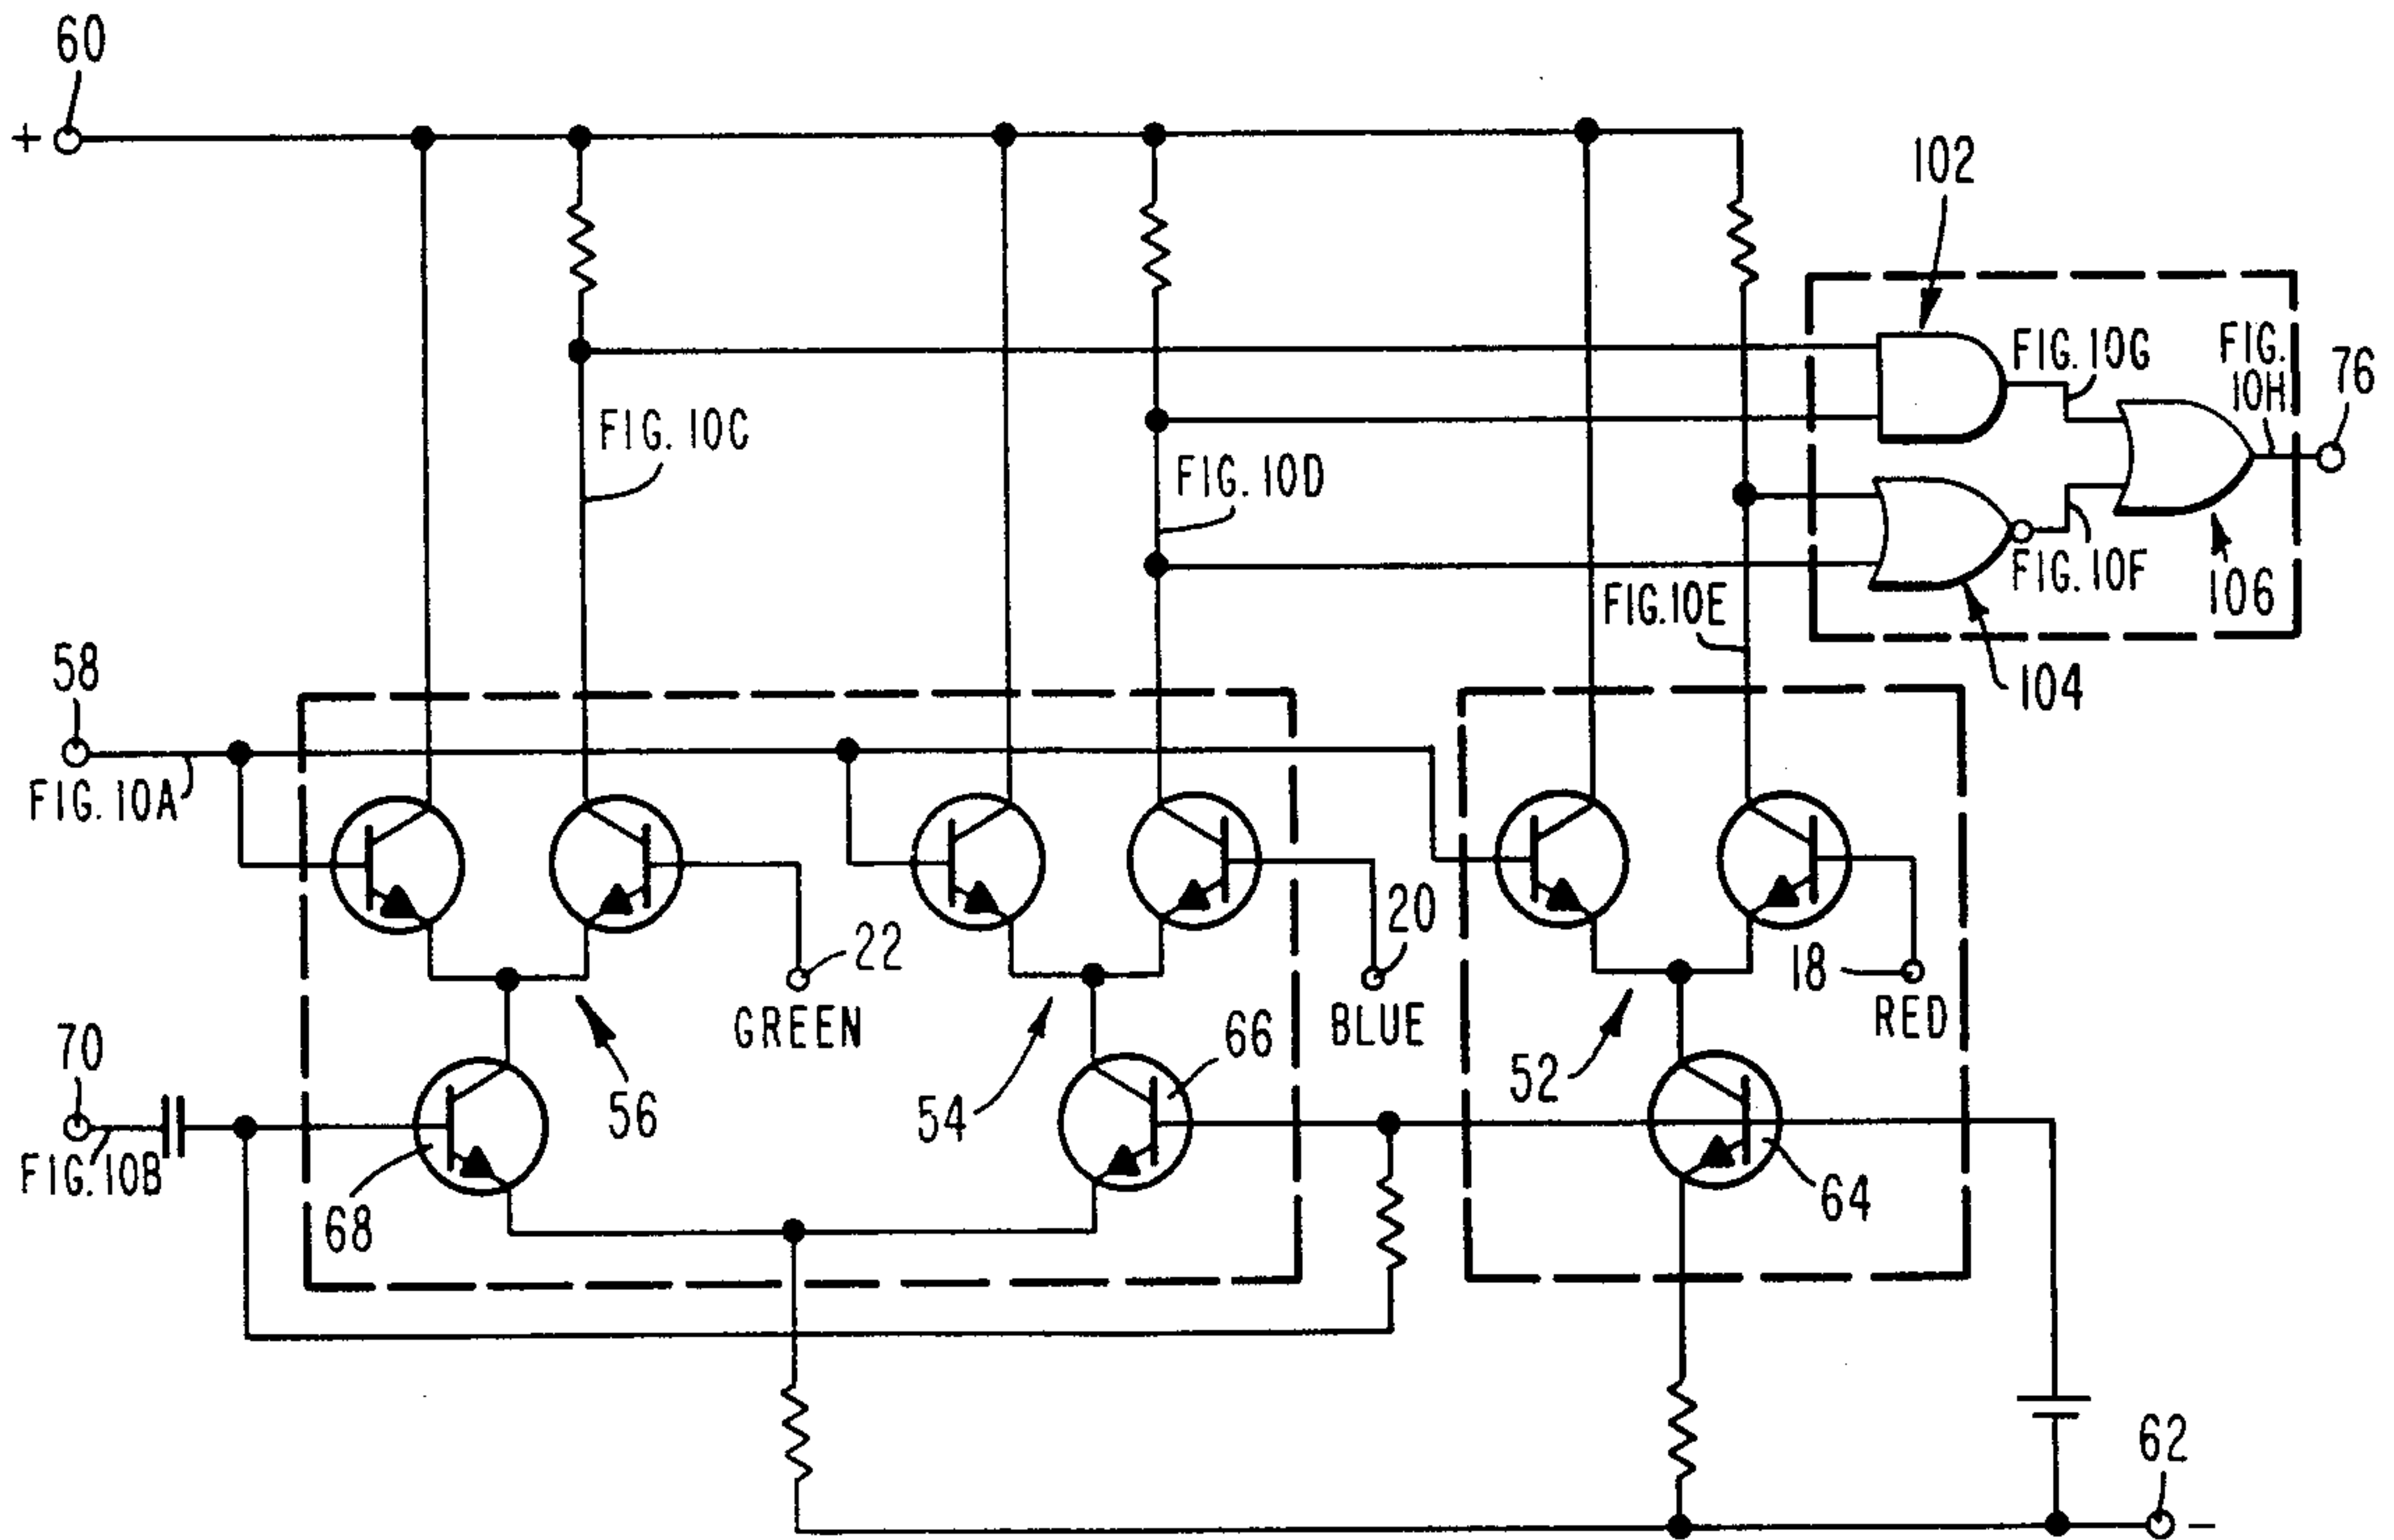 60
+
102
FIG. 10G
FIG.
10H
76
FIG. 10C
FIG. 10D
FIG. 10F
106
FIG. 10E
104
58
FIG. 10A
22
GREEN
20
BLUE
18
RED
70
FIG. 10B
68
56
54
66
52
64
62
−